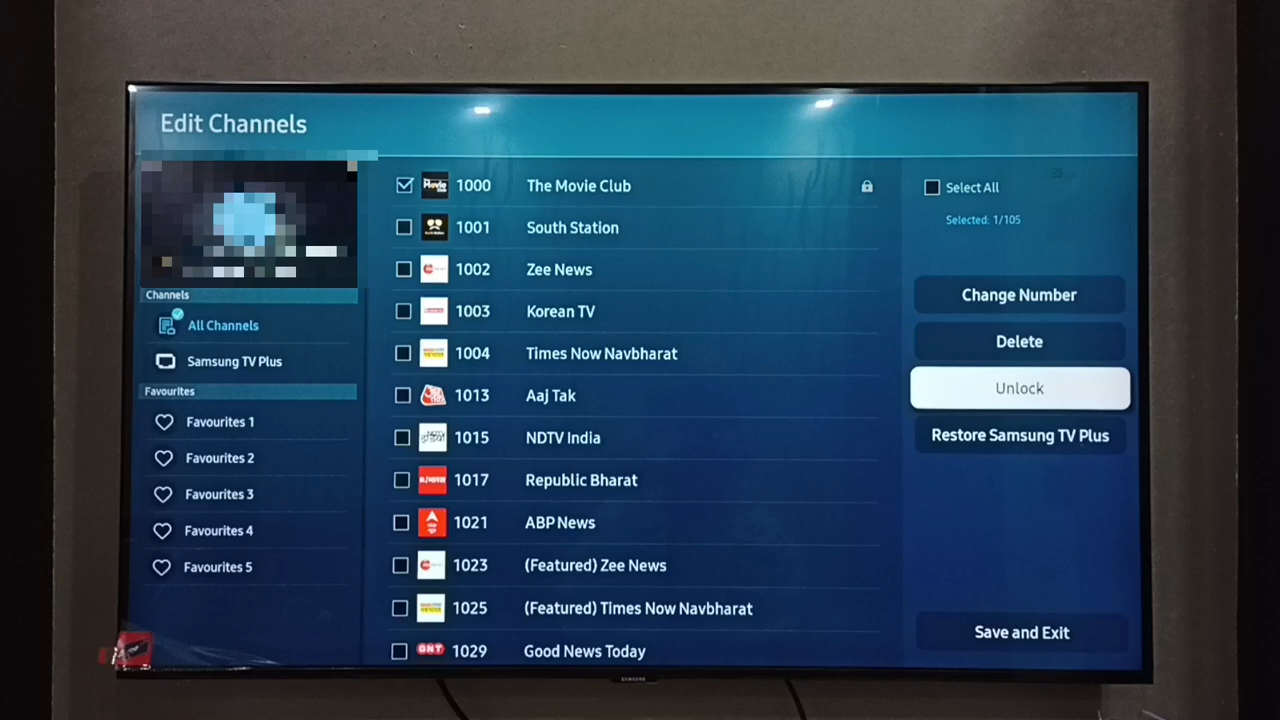 Edit Channels
Channels
All Channels
Samsung TV Plus
Favourites
Favourites 1
Favourites 2
Favourites 3
Favourites 4
Favourites 5
1000 The Movie Club
1001 South Station
1002 Zee News
1003 Korean TV
1004 Times Now Navbharat
1013 Aaj Tak
1015 NDTV India
1017 Republic Bharat
1021 ABP News
1023 (Featured) Zee News
1025 (Featured) Times Now Navbharat
GNT 1029 Good News Today
Select All
Selected: 1/105
Change Number
Delete
Unlock
Restore Samsung TV Plus
Save and Exit
SAMSUNG